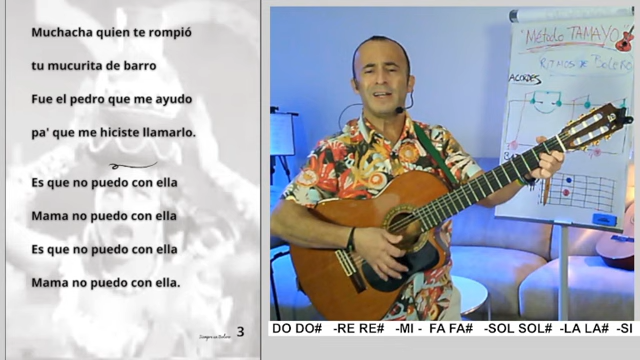 Muchacha quien te rompió
tu mucurita de barro
Fue el pedro que me ayudo
pa' que me hiciste llamarlo.
Es que no puedo con ella
Mama no puedo con ella
Es que no puedo con ella
Mama no puedo con ella.
3
"Método TAMAYO"
RITMO Bolero
ACORDES
DO DO# -RE RE# -MI - FA FA# -SOL SOL# -LA LA# -SI